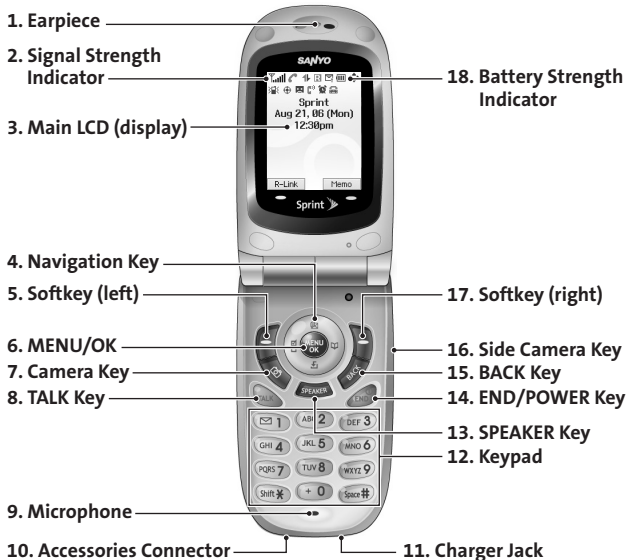 1. Earpiece
2. Signal Strength
Indicator
3. Main LCD (display)
4. Navigation Key
5. Softkey (left)
6. MENU/OK
7. Camera Key
8. TALK Key
9. Microphone
10. Accessories Connector
SANYO
Sprint
Aug 21, 06 (Mon)
12:30pm
R-Link Memo
Sprint
MENU
OK
BACK
TALK
SPEAKER
END
1 ABC 2 DEF 3
GHI 4 JKL 5 MNO 6
PQRS 7 TUV 8 WXYZ 9
Shift * + 0 Space #
18. Battery Strength
Indicator
17. Softkey (right)
16. Side Camera Key
15. BACK Key
14. END/POWER Key
13. SPEAKER Key
12. Keypad
11. Charger Jack